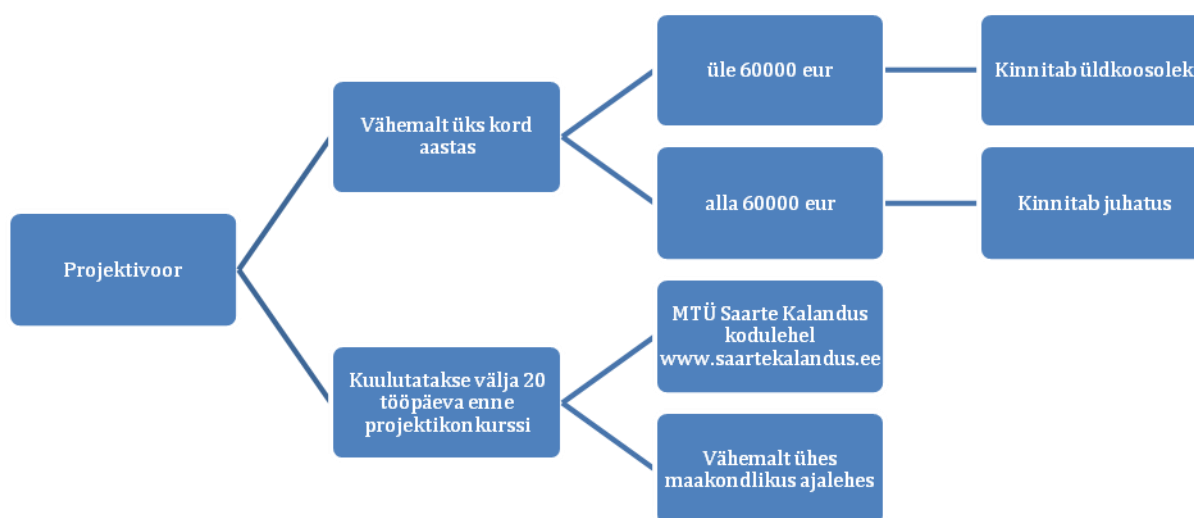 Projektivoor
Vähemalt üks kord
aastas
üle 60000 eur
Kinnitab üldkoosolek
alla 60000 eur
Kinnitab juhatus
Kuulutatakse välja 20
tööpäeva enne
projektikonkurssi
MTÜ Saarte Kalandus
kodulehel
www.saartekalandus.ee
Vähemalt ühes
maakondlikus ajalehes